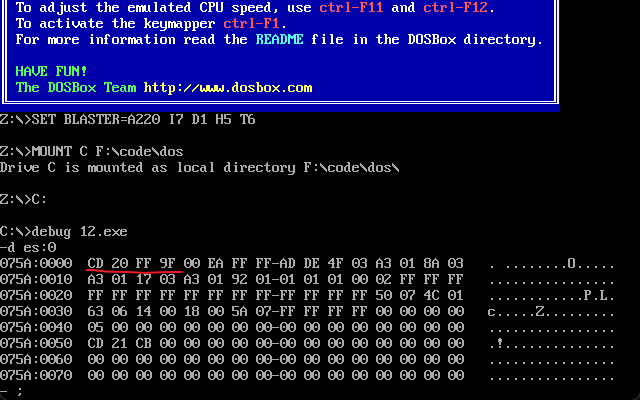 To adjust the emulated CPU speed, use ctrl-F11 and ctrl-F12.
To activate the keymapper ctrl-F1.
For more information read the README file in the DOSBox directory.
HAVE FUN!
The DOSBox Team http://www.dosbox.com
Z:\>SET BLASTER=A220 I7 D1 H5 T6
Z:\>MOUNT C F:\code\dos
Drive C is mounted as local directory F:\code\dos\
Z:\>C:
C:\>debug 12.exe
-d es:0
075A:0000 CD 20 FF 9F 00 EA FF FF-AD DE 4F 03 A3 01 8A 03 . ........O.....
075A:0010 A3 01 17 03 A3 01 92 01-01 01 01 00 02 FF FF FF ................
075A:0020 FF FF FF FF FF FF FF FF-FF FF FF FF 50 07 4C 01 ............P.L.
075A:0030 63 06 14 00 18 00 5A 07-FF FF FF FF 00 00 00 00 c.....Z.........
075A:0040 05 00 00 00 00 00 00 00-00 00 00 00 00 00 00 00 ................
075A:0050 CD 21 CB 00 00 00 00 00-00 00 00 00 00 00 00 00 .!..............
075A:0060 00 00 00 00 00 00 00 00-00 00 00 00 00 00 00 00 ................
075A:0070 00 00 00 00 00 00 00 00-00 00 00 00 00 00 00 00 ................
- ;